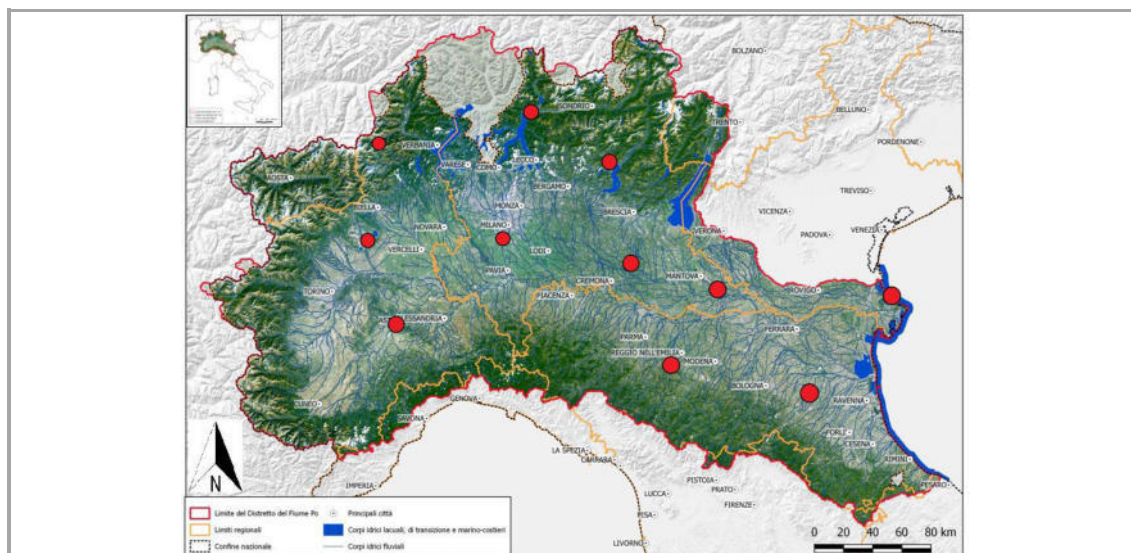 BOLZANO
BELLUNO
SONDRIO
TRENTO
PORDENONE
VERBANIA
VARESE
COMO
LECCO
AOSTA
BERGAMO
TREVISO
BIELLA
MONZA
BRESCIA
VICENZA
NOVARA
MILANO
VERONA
PADOVA
VENEZIA
VERCELLI
LODI
PAVIA
CREMONA
MANTOVA
TORINO
PIACENZA
ROVIGO
ALESSANDRIA
FERRARA
PARMA
REGGIO NELL'EMILIA
MODENA
BOLOGNA
RAVENNA
CUNEO
GENOVA
SAVONA
FORLI'
CESENA
LA SPEZIA
RIMINI
CARRARA
PISTOIA
PESARO
IMPERIA
LUCCA
PRATO
FIRENZE
PISA
LIVORNO
N
Limite del Distretto del Fiume Po
Principali città
Limiti regionali
Corpi idrici lacuali, di transizione e marino-costieri
Confine nazionale
Corpi idrici fluviali
0 20 40 60 80 km